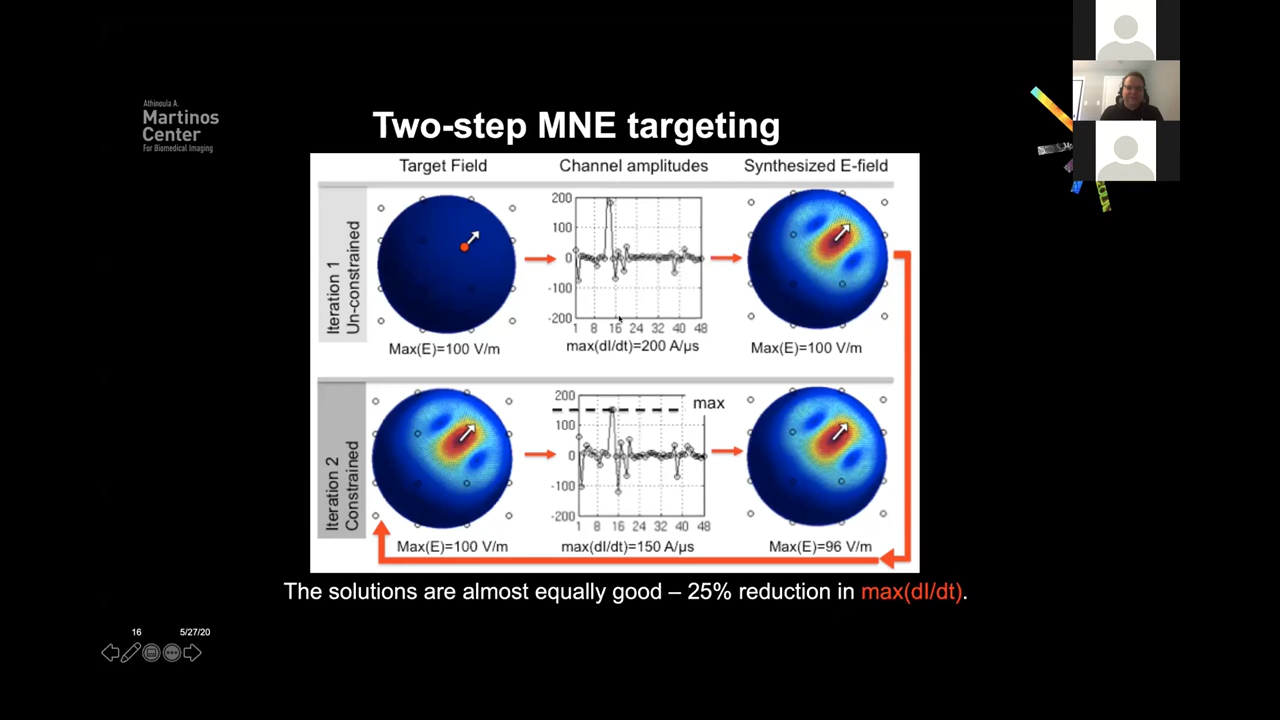 Athinoula A.
Martinos
Center
For Biomedical Imaging
Two-step MNE targeting
Target Field
Channel amplitudes
Synthesized E-field
Iteration 1
Un-constrained
200
100
0
-100
-200
1 8 16 24 32 40 48
Max(E)=100 V/m
max(dI/dt)=200 A/μs
Max(E)=100 V/m
Iteration 2
Constrained
200
100
0
-100
-200
1 8 16 24 32 40 48
max
Max(E)=100 V/m
max(dI/dt)=150 A/μs
Max(E)=96 V/m
The solutions are almost equally good – 25% reduction in max(dI/dt).
16
5/27/20